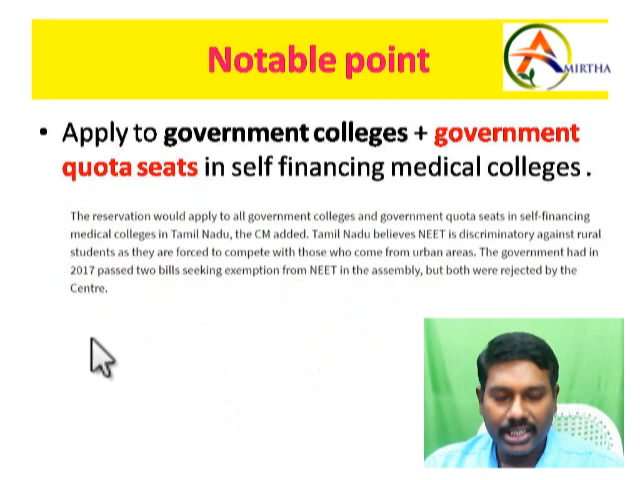 Notable point
AMIRTHA
• Apply to government colleges + government
quota seats in self financing medical colleges .
The reservation would apply to all government colleges and government quota seats in self-financing
medical colleges in Tamil Nadu, the CM added. Tamil Nadu believes NEET is discriminatory against rural
students as they are forced to compete with those who come from urban areas. The government had in
2017 passed two bills seeking exemption from NEET in the assembly, but both were rejected by the
Centre.